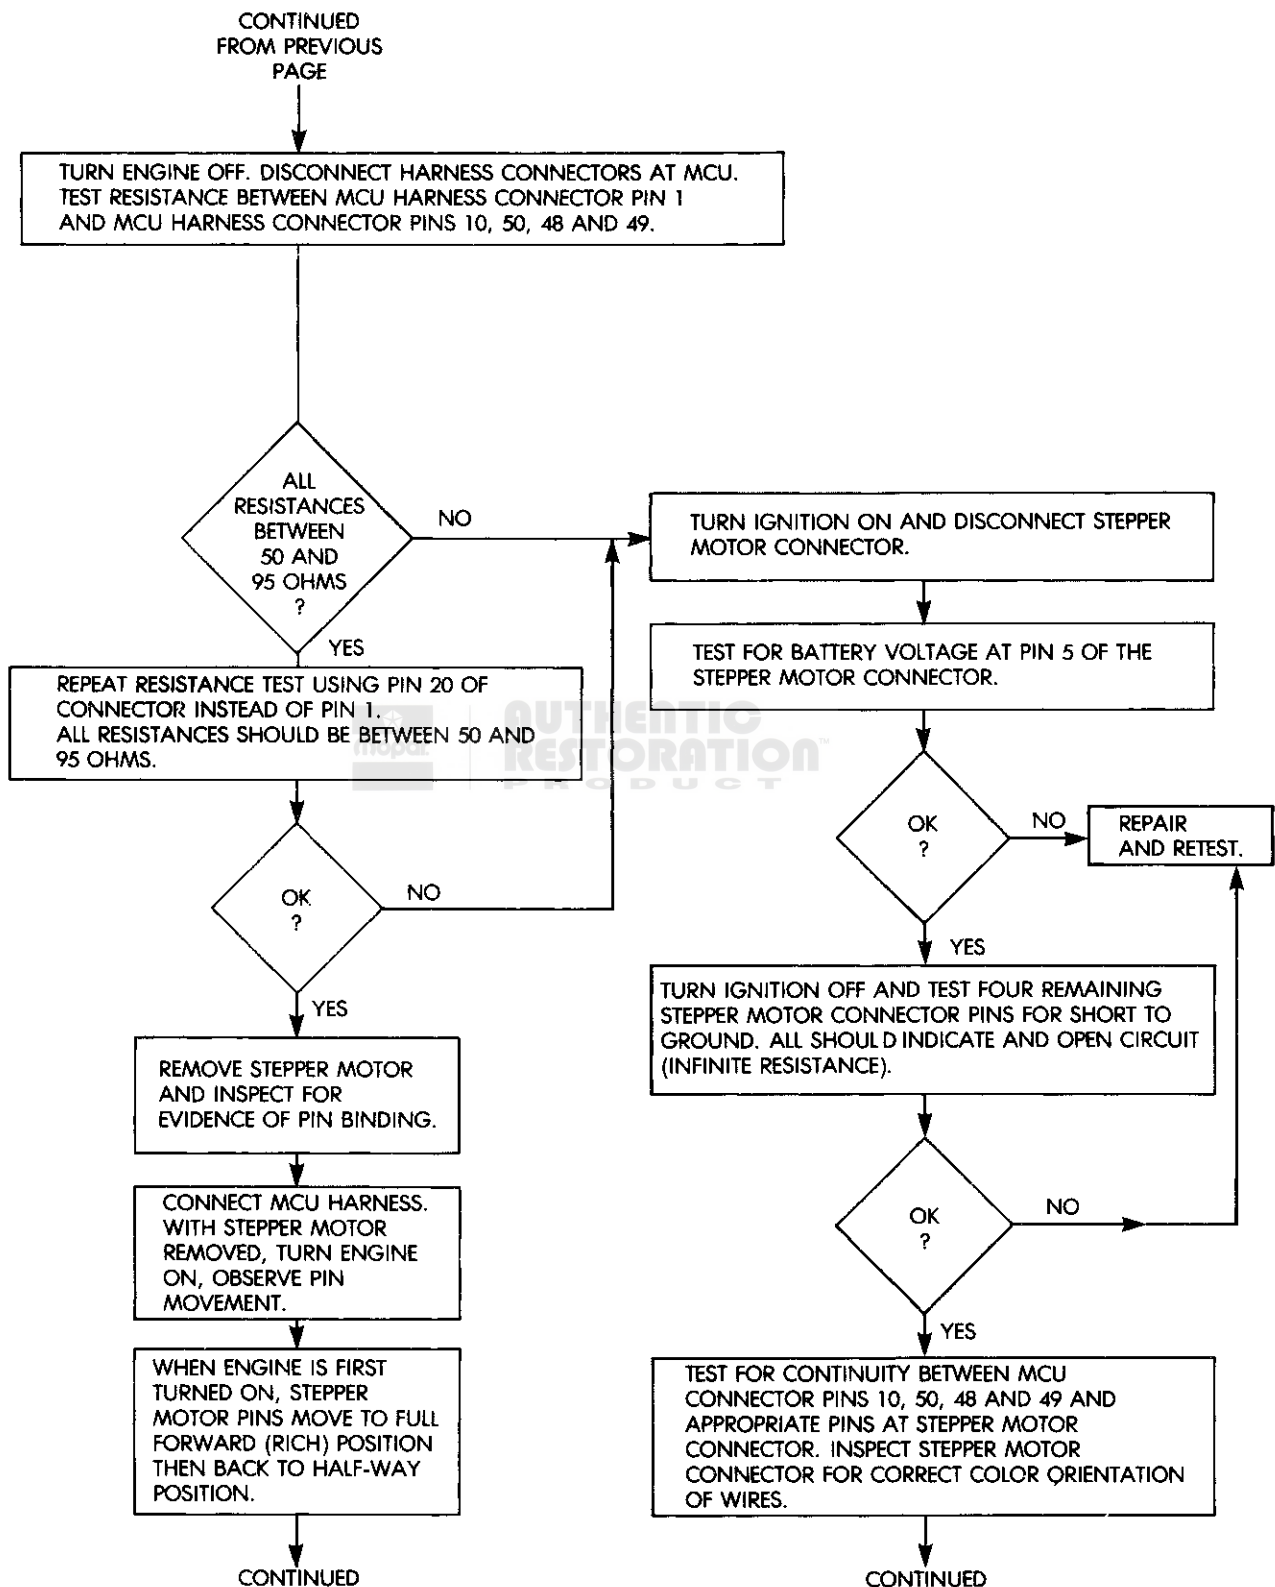 CONTINUED
FROM PREVIOUS
PAGE
TURN ENGINE OFF. DISCONNECT HARNESS CONNECTORS AT MCU.
TEST RESISTANCE BETWEEN MCU HARNESS CONNECTOR PIN 1
AND MCU HARNESS CONNECTOR PINS 10, 50, 48 AND 49.
ALL
RESISTANCES
BETWEEN
50 AND
95 OHMS
?
NO
YES
REPEAT RESISTANCE TEST USING PIN 20 OF
CONNECTOR INSTEAD OF PIN 1.
ALL RESISTANCES SHOULD BE BETWEEN 50 AND
95 OHMS.
OK
?
NO
YES
REMOVE STEPPER MOTOR
AND INSPECT FOR
EVIDENCE OF PIN BINDING.
CONNECT MCU HARNESS.
WITH STEPPER MOTOR
REMOVED, TURN ENGINE
ON, OBSERVE PIN
MOVEMENT.
WHEN ENGINE IS FIRST
TURNED ON, STEPPER
MOTOR PINS MOVE TO FULL
FORWARD (RICH) POSITION
THEN BACK TO HALF-WAY
POSITION.
CONTINUED
TURN IGNITION ON AND DISCONNECT STEPPER
MOTOR CONNECTOR.
TEST FOR BATTERY VOLTAGE AT PIN 5 OF THE
STEPPER MOTOR CONNECTOR.
OK
?
NO
REPAIR
AND RETEST.
YES
TURN IGNITION OFF AND TEST FOUR REMAINING
STEPPER MOTOR CONNECTOR PINS FOR SHORT TO
GROUND. ALL SHOULD INDICATE AND OPEN CIRCUIT
(INFINITE RESISTANCE).
OK
?
NO
YES
TEST FOR CONTINUITY BETWEEN MCU
CONNECTOR PINS 10, 50, 48 AND 49 AND
APPROPRIATE PINS AT STEPPER MOTOR
CONNECTOR. INSPECT STEPPER MOTOR
CONNECTOR FOR CORRECT COLOR ORIENTATION
OF WIRES.
CONTINUED
mopar
AUTHENTIC
RESTORATION™
PRODUCT